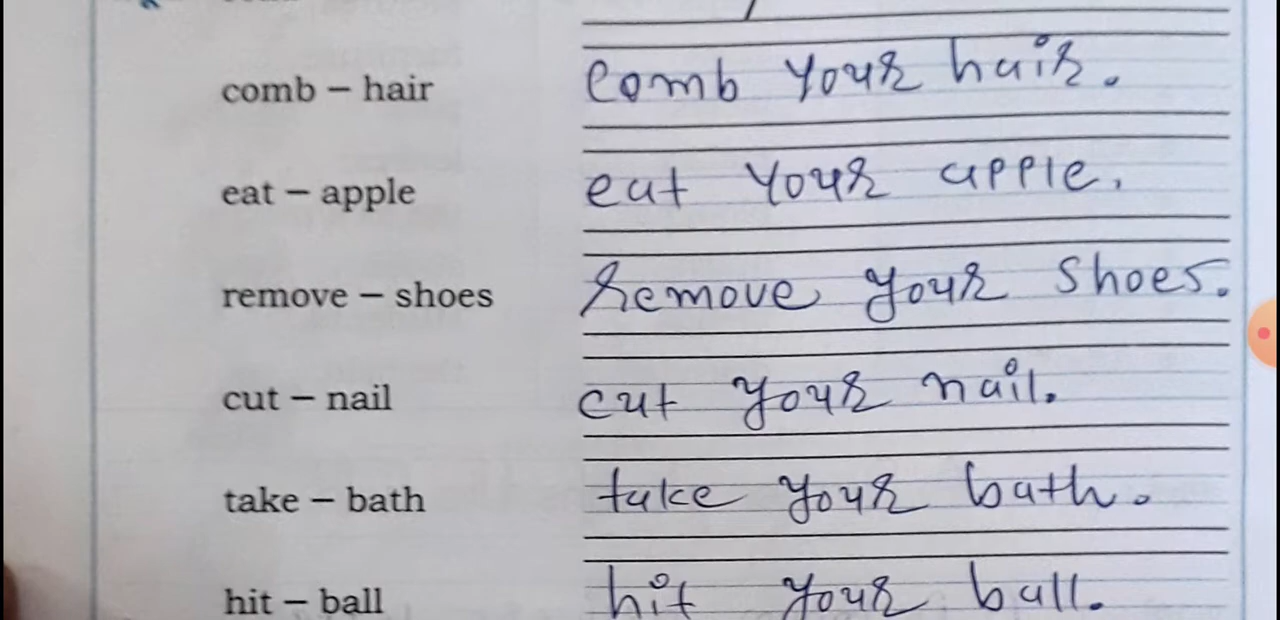 comb – hair Comb your hair.
eat – apple eat your apple.
remove – shoes Remove your shoes.
cut – nail cut your nail.
take – bath take your bath.
hit – ball hit your ball.